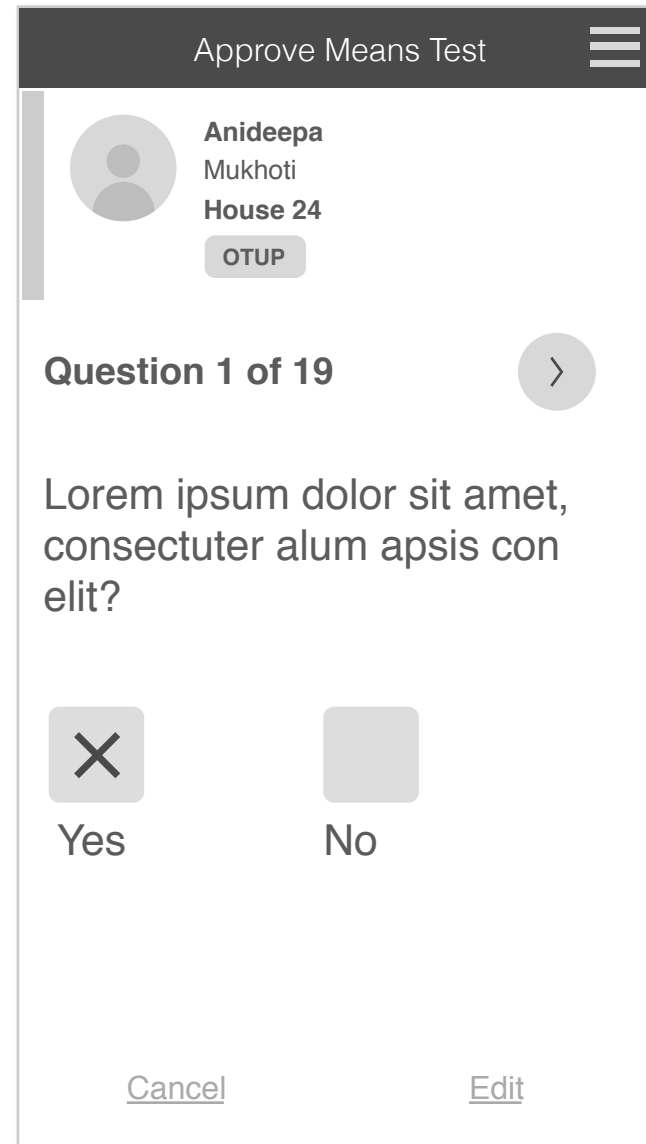 Approve Means Test
Anideepa
Mukhoti
House 24
OTUP
Question 1 of 19
Lorem ipsum dolor sit amet,
consectuter alum apsis con
elit?
Yes
No
Cancel
Edit